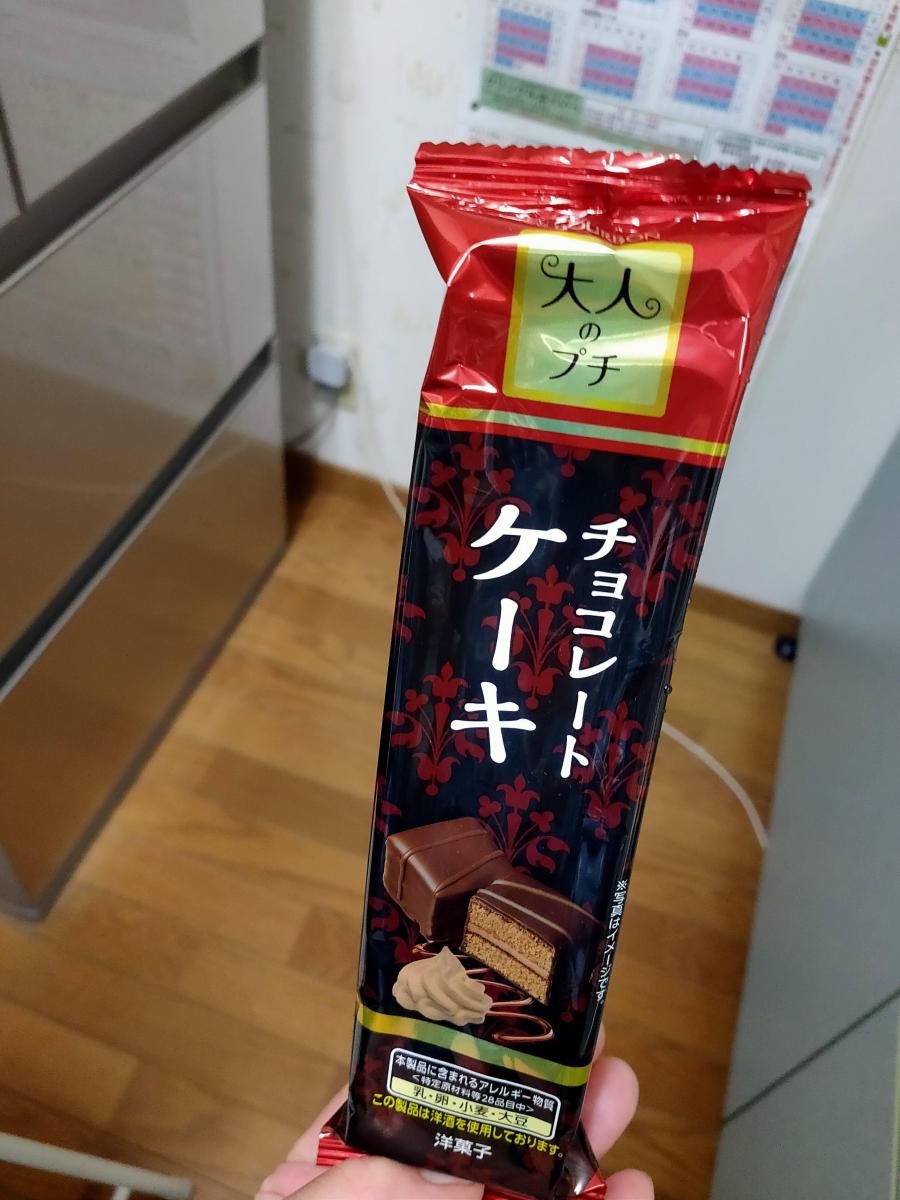 BOURBON
大人
の
プチ
チョコレート
ケーキ
※写真はイメージです。
本製品に含まれるアレルギー物質
<特定原材料等28品目中>
乳・卵・小麦・大豆
この製品は洋酒を使用しております。
洋菓子